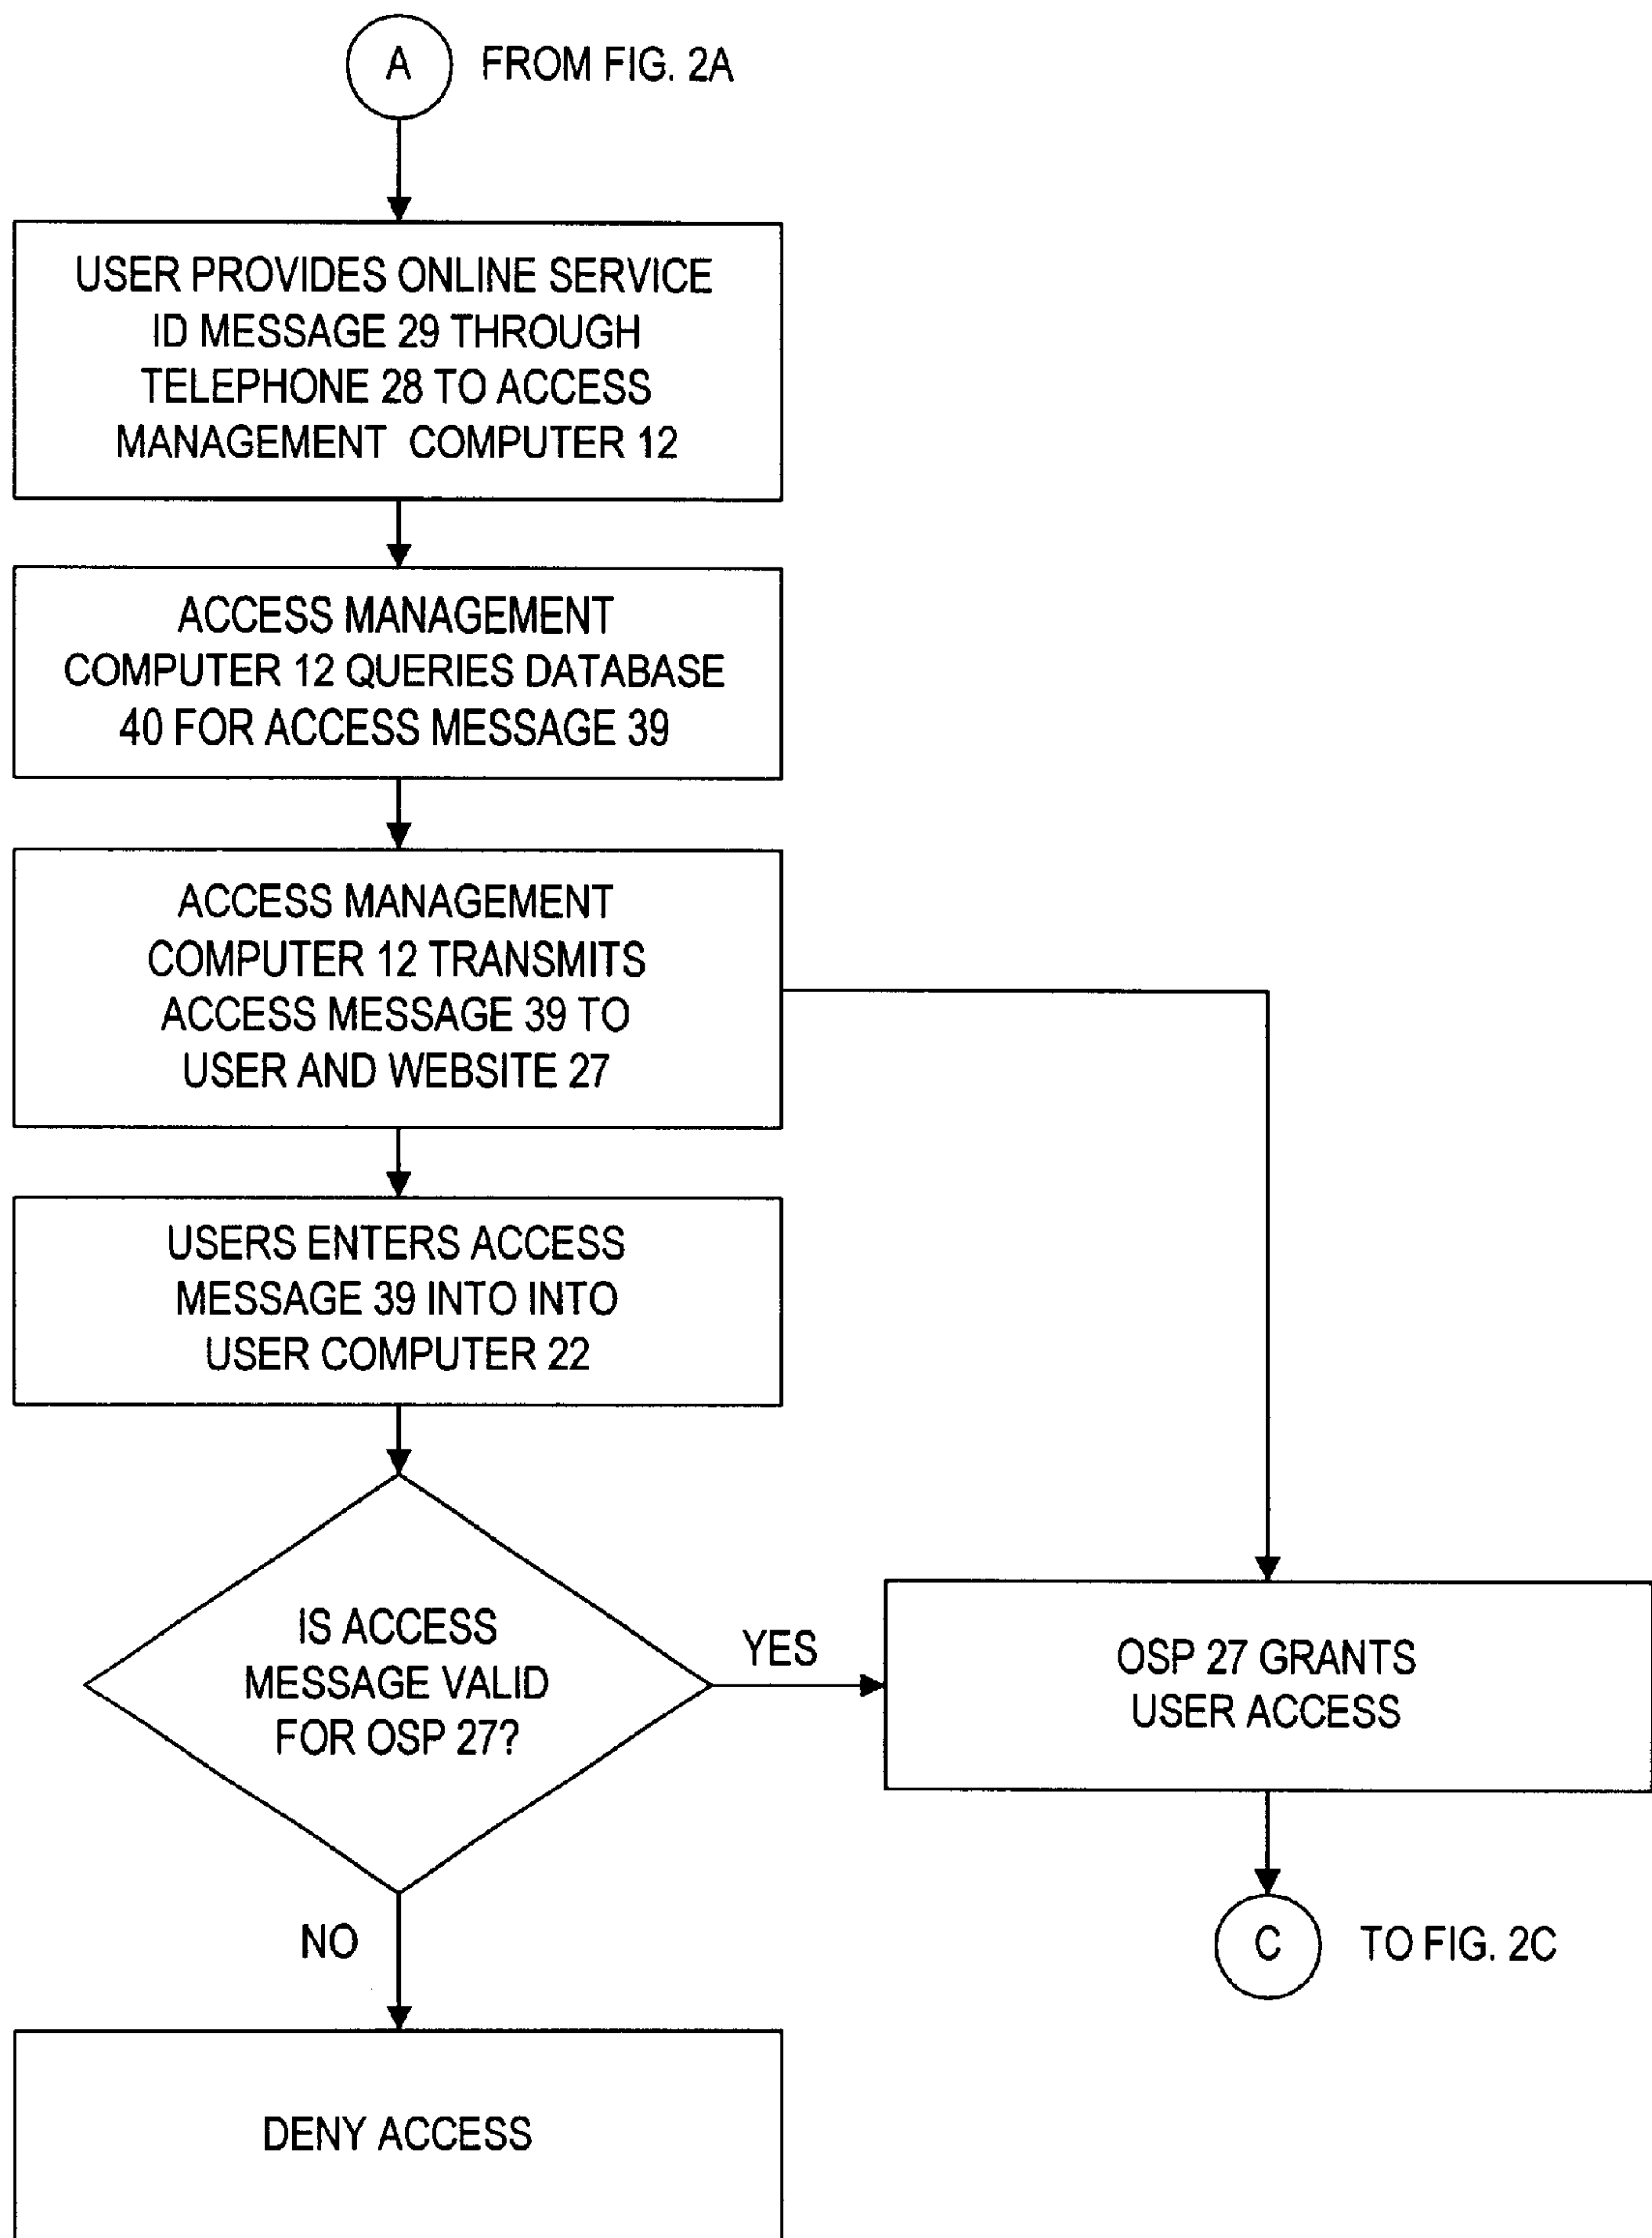 A
FROM FIG. 2A
USER PROVIDES ONLINE SERVICE
ID MESSAGE 29 THROUGH
TELEPHONE 28 TO ACCESS
MANAGEMENT COMPUTER 12
ACCESS MANAGEMENT
COMPUTER 12 QUERIES DATABASE
40 FOR ACCESS MESSAGE 39
ACCESS MANAGEMENT
COMPUTER 12 TRANSMITS
ACCESS MESSAGE 39 TO
USER AND WEBSITE 27
USERS ENTERS ACCESS
MESSAGE 39 INTO INTO
USER COMPUTER 22
IS ACCESS
MESSAGE VALID
FOR OSP 27?
YES
OSP 27 GRANTS
USER ACCESS
NO
C
TO FIG. 2C
DENY ACCESS